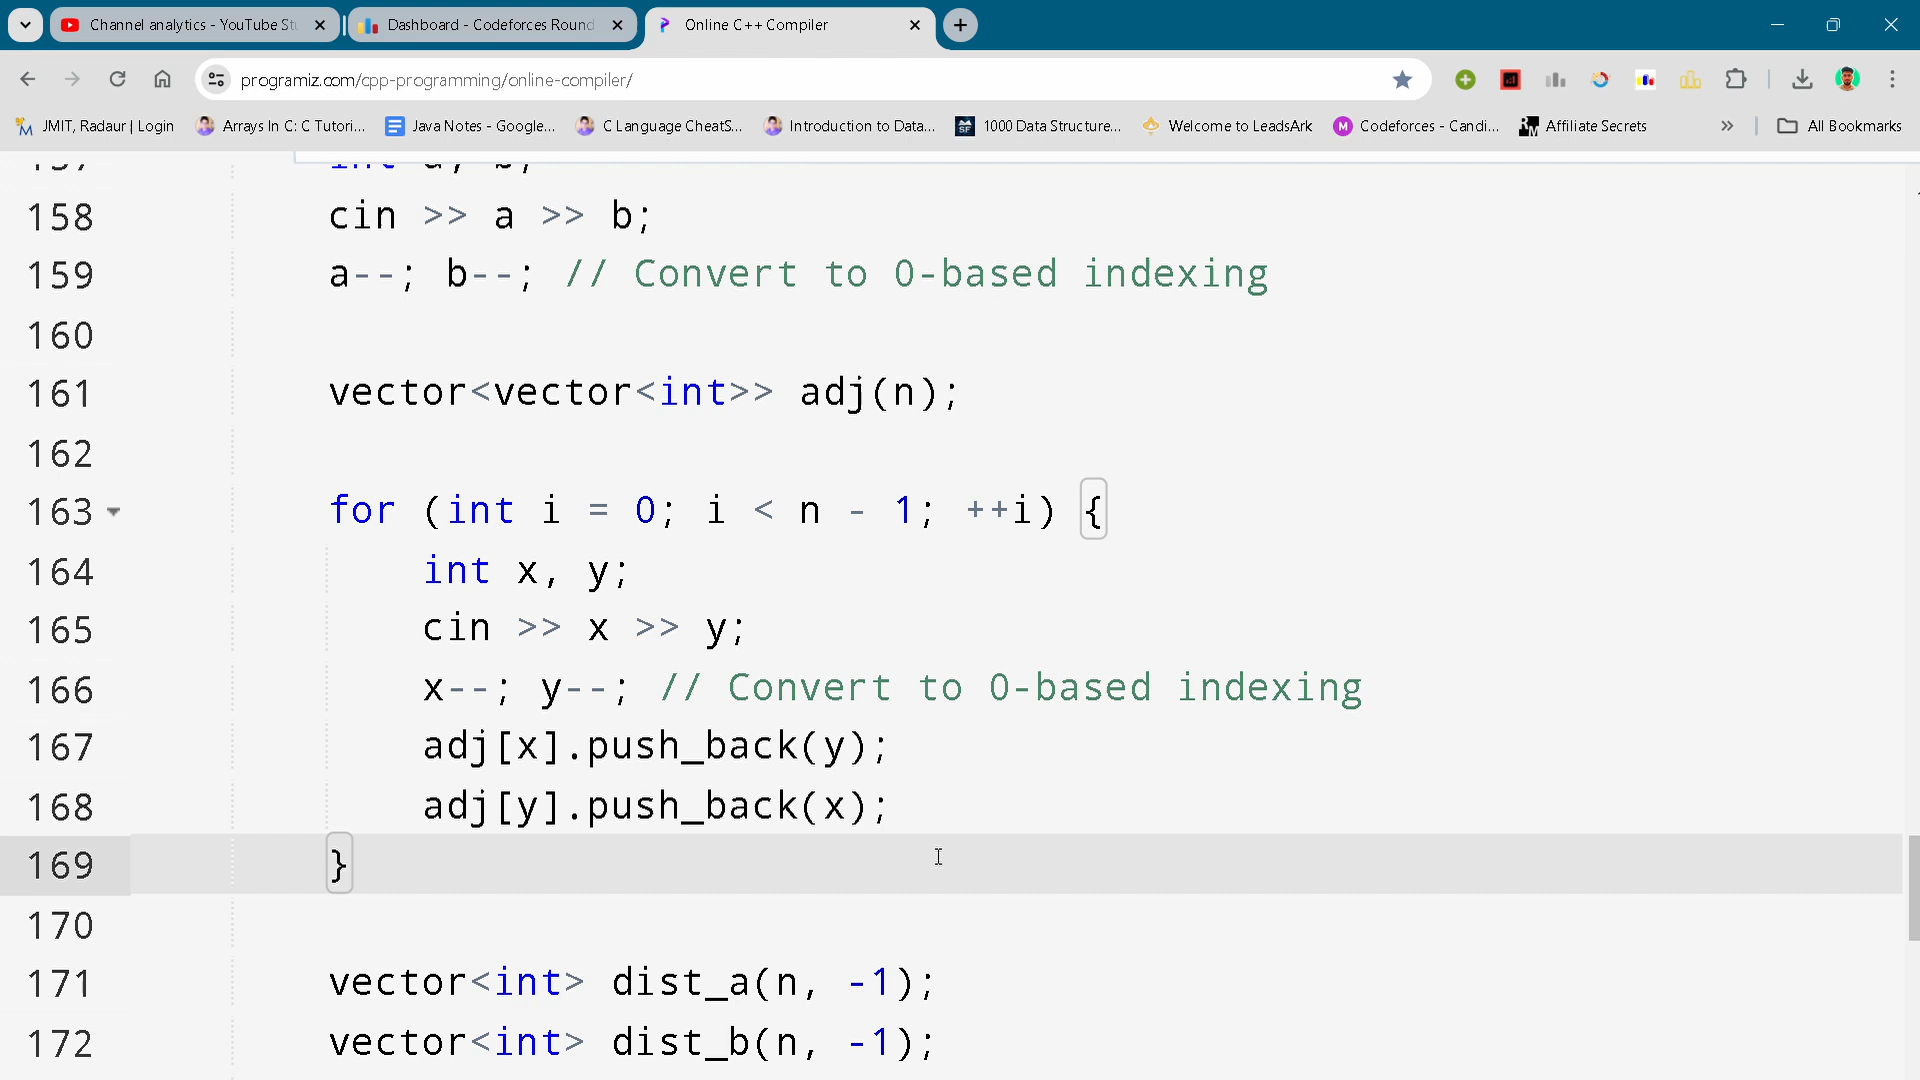 Channel analytics - YouTube St
Dashboard - Codeforces Round
Online C++ Compiler
programiz.com/cpp-programming/online-compiler/
JMIT, Radaur | Login
Arrays In C: C Tutori...
Java Notes - Google...
C Language CheatS...
Introduction to Data...
1000 Data Structure...
Welcome to LeadsArk
Codeforces - Candi...
Affiliate Secrets
All Bookmarks
157 int a, b;
158 cin >> a >> b;
159 a--; b--; // Convert to 0-based indexing
160
161 vector<vector<int>> adj(n);
162
163 for (int i = 0; i < n - 1; ++i) {
164 int x, y;
165 cin >> x >> y;
166 x--; y--; // Convert to 0-based indexing
167 adj[x].push_back(y);
168 adj[y].push_back(x);
169 }
170
171 vector<int> dist_a(n, -1);
172 vector<int> dist_b(n, -1);